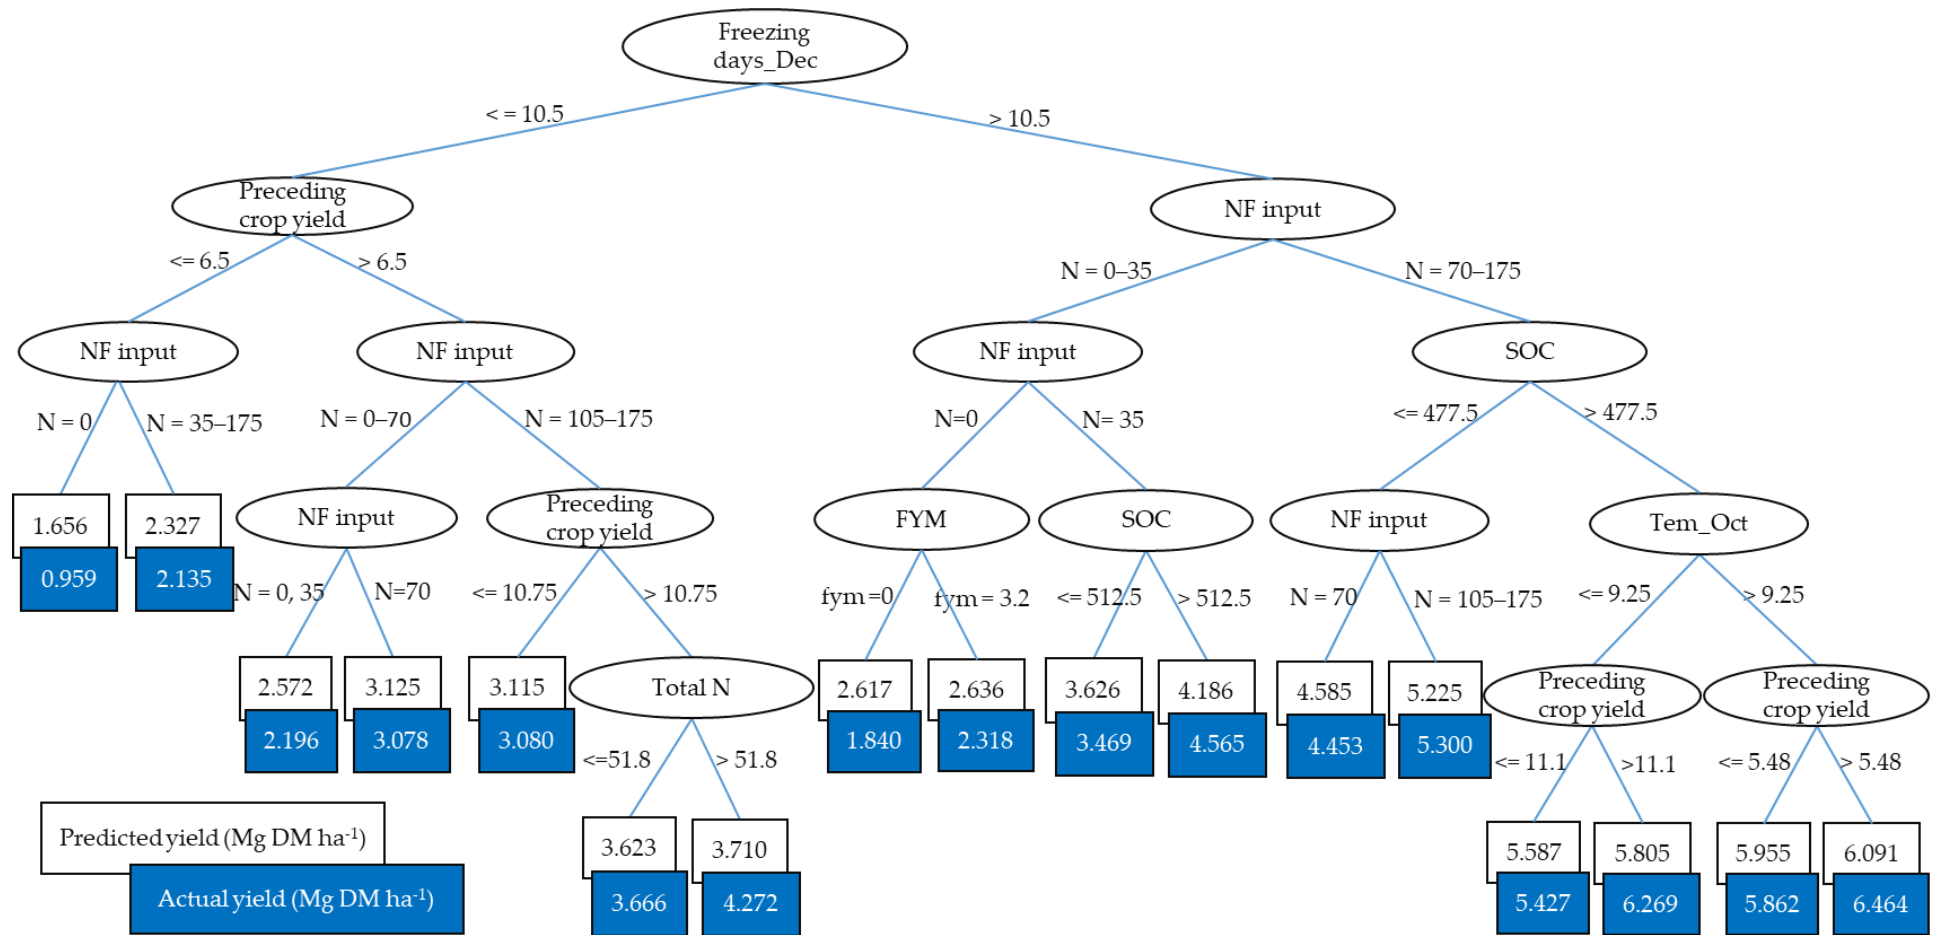 Freezing
days_Dec
< = 10.5
> 10.5
Preceding
crop yield
NF input
<= 6.5
> 6.5
N = 0–35
N = 70–175
NF input
NF input
NF input
SOC
N = 0
N = 35–175
N = 0–70
N = 105–175
N=0
N= 35
<= 477.5
> 477.5
1.656
2.327
0.959
2.135
NF input
Preceding
crop yield
FYM
SOC
NF input
Tem_Oct
N = 0, 35
N=70
<= 10.75
> 10.75
fym=0
fym = 3.2
<= 512.5
> 512.5
N = 70
N = 105–175
<= 9.25
> 9.25
2.572
3.125
3.115
Total N
2.617
2.636
3.626
4.186
4.585
5.225
Preceding
crop yield
Preceding
crop yield
2.196
3.078
3.080
1.840
2.318
3.469
4.565
4.453
5.300
<=51.8
> 51.8
<= 11.1
>11.1
<= 5.48
> 5.48
3.623
3.710
5.587
5.805
5.955
6.091
3.666
4.272
5.427
6.269
5.862
6.464
Predicted yield (Mg DM ha⁻¹)
Actual yield (Mg DM ha⁻¹)